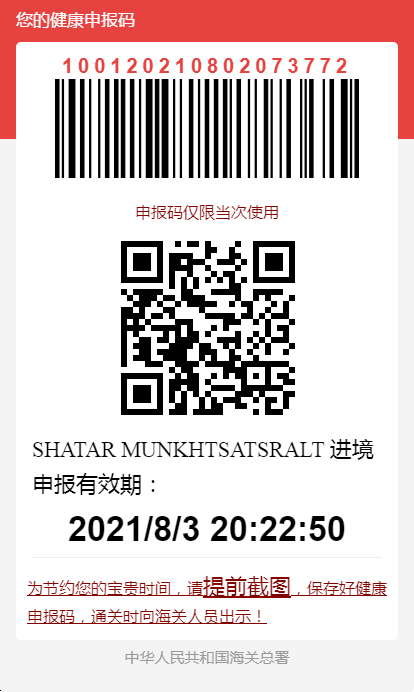 您的健康申报码
100120210802073772
申报码仅限当次使用
SHATAR MUNKHTSATSRALT 进境
申报有效期：
2021/8/3 20:22:50
为节约您的宝贵时间，请提前截图，保存好健康
申报码，通关时向海关人员出示！
中华人民共和国海关总署